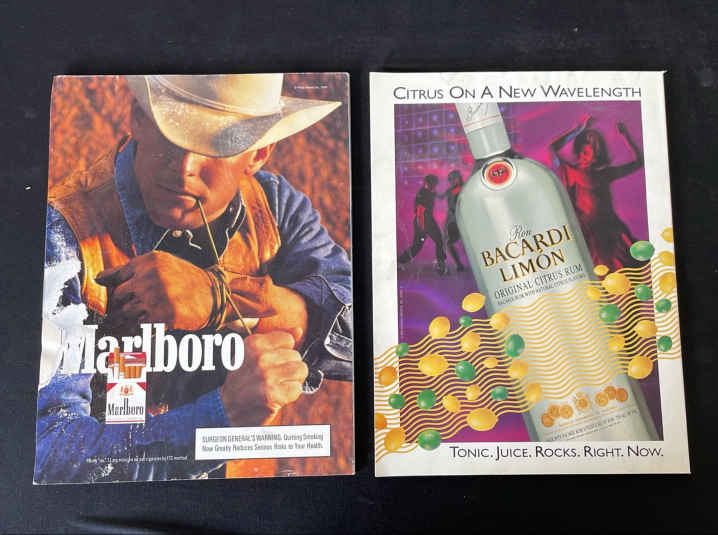 Marlboro
Marlboro
SURGEON GENERAL'S WARNING: Quitting Smoking
Now Greatly Reduces Serious Risks to Your Health.
CITRUS ON A NEW WAVELENGTH
Ron
BACARDI
LIMÓN
ORIGINAL CITRUS RUM
TONIC. JUICE. ROCKS. RIGHT. NOW.